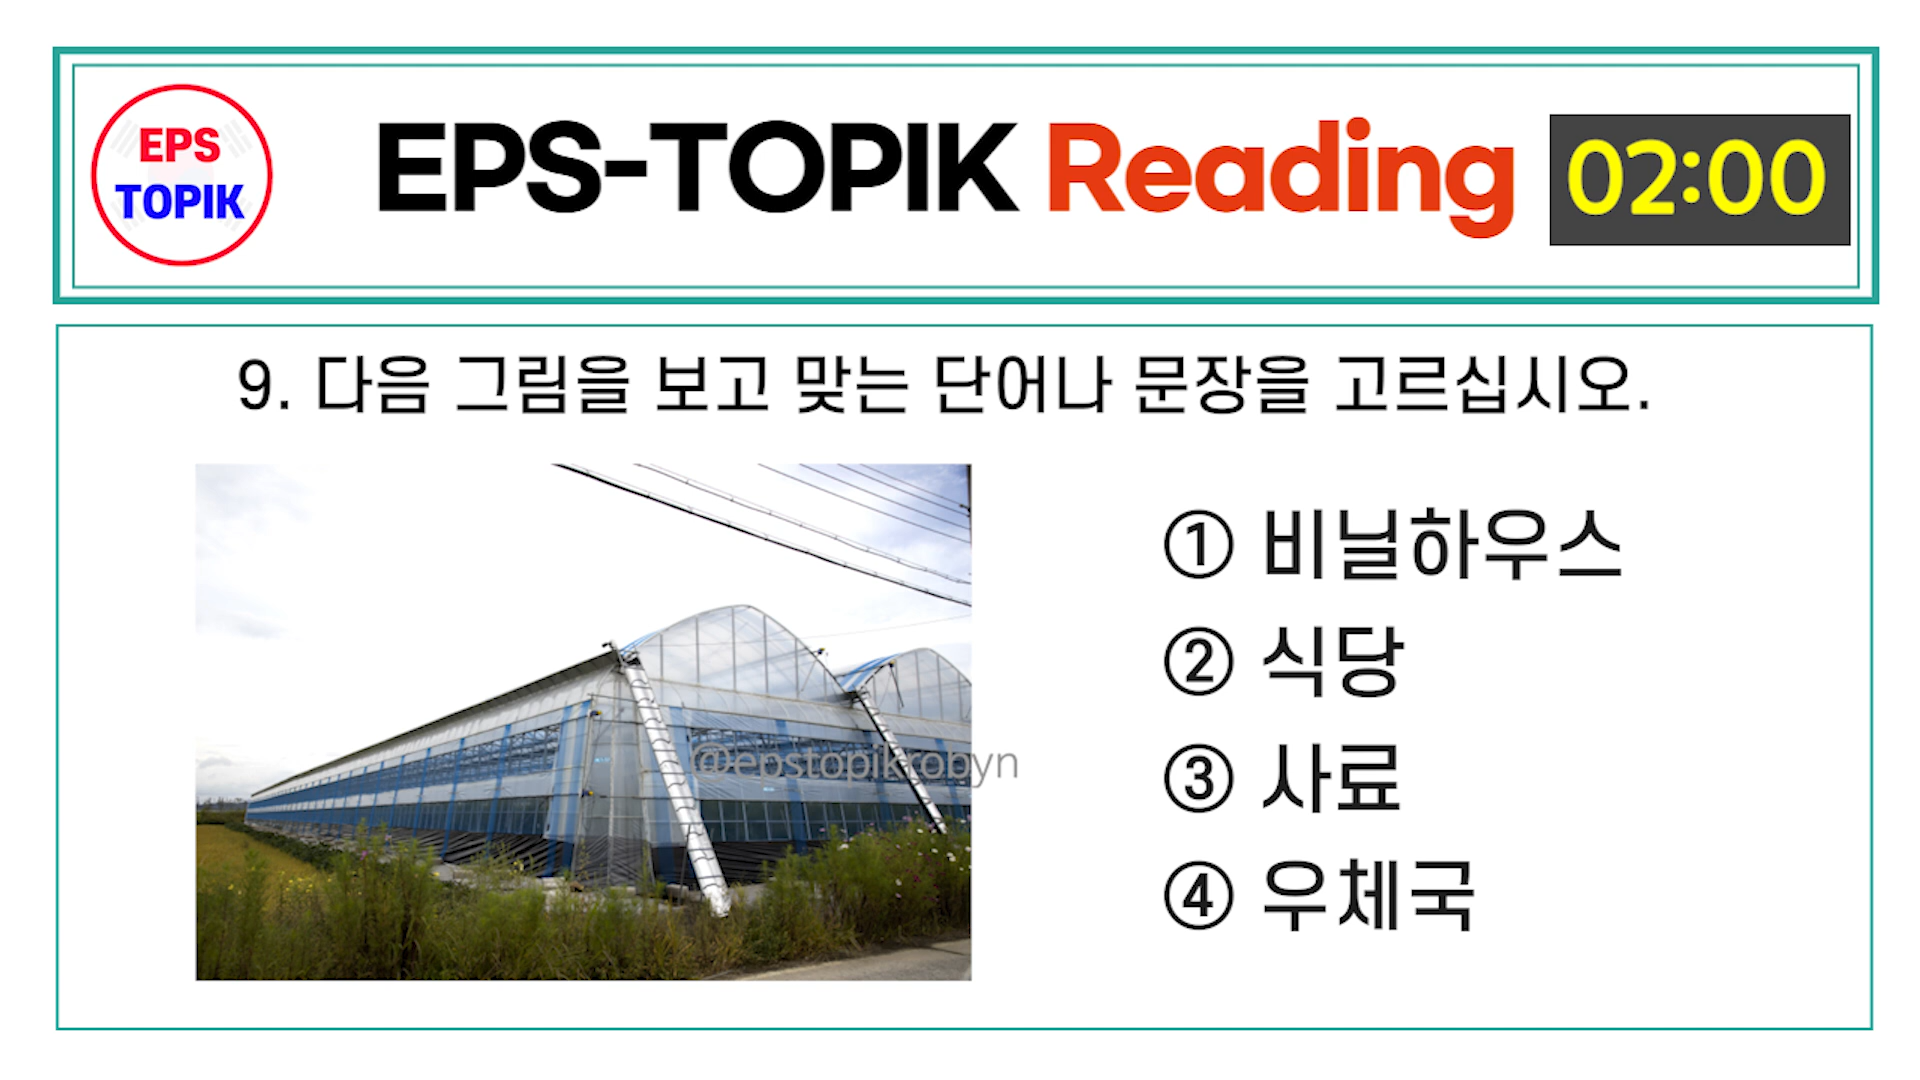 EPS
TOPIK
EPS-TOPIK Reading
02:00
9. 다음 그림을 보고 맞는 단어나 문장을 고르십시오.
① 비닐하우스
② 식당
③ 사료
④ 우체국
@epstopikrobyn